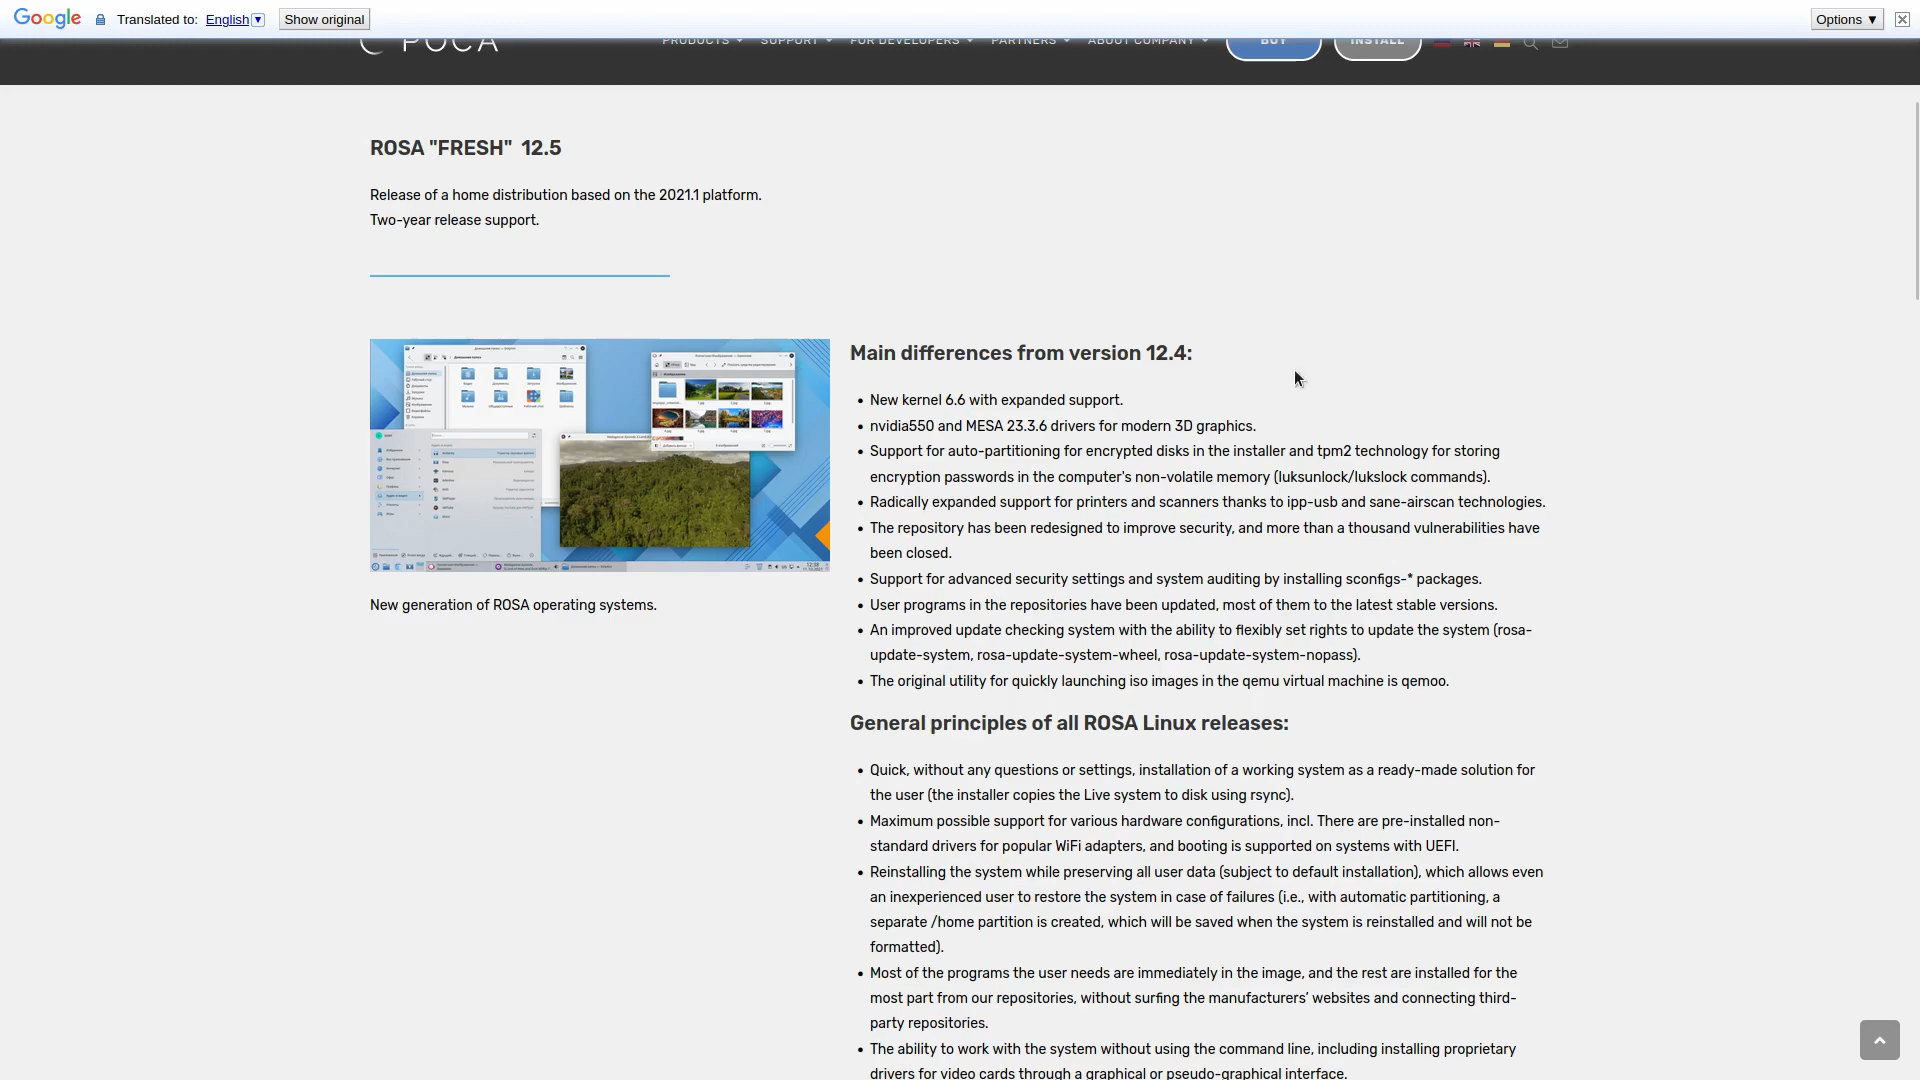 Google Translated to: English ▼ Show original Options ▼
РОСА PRODUCTS SUPPORT FOR DEVELOPERS PARTNERS ABOUT COMPANY BUY INSTALL
ROSA "FRESH" 12.5
Release of a home distribution based on the 2021.1 platform.
Two-year release support.
New generation of ROSA operating systems.
Main differences from version 12.4:
• New kernel 6.6 with expanded support.
• nvidia550 and MESA 23.3.6 drivers for modern 3D graphics.
• Support for auto-partitioning for encrypted disks in the installer and tpm2 technology for storing
encryption passwords in the computer's non-volatile memory (luksunlock/lukslock commands).
• Radically expanded support for printers and scanners thanks to ipp-usb and sane-airscan technologies.
• The repository has been redesigned to improve security, and more than a thousand vulnerabilities have
been closed.
• Support for advanced security settings and system auditing by installing sconfigs-* packages.
• User programs in the repositories have been updated, most of them to the latest stable versions.
• An improved update checking system with the ability to flexibly set rights to update the system (rosa-
update-system, rosa-update-system-wheel, rosa-update-system-nopass).
• The original utility for quickly launching iso images in the qemu virtual machine is qemoo.
General principles of all ROSA Linux releases:
• Quick, without any questions or settings, installation of a working system as a ready-made solution for
the user (the installer copies the Live system to disk using rsync).
• Maximum possible support for various hardware configurations, incl. There are pre-installed non-
standard drivers for popular WiFi adapters, and booting is supported on systems with UEFI.
• Reinstalling the system while preserving all user data (subject to default installation), which allows even
an inexperienced user to restore the system in case of failures (i.e., with automatic partitioning, a
separate /home partition is created, which will be saved when the system is reinstalled and will not be
formatted).
• Most of the programs the user needs are immediately in the image, and the rest are installed for the
most part from our repositories, without surfing the manufacturers’ websites and connecting third-
party repositories.
• The ability to work with the system without using the command line, including installing proprietary
drivers for video cards through a graphical or pseudo-graphical interface.